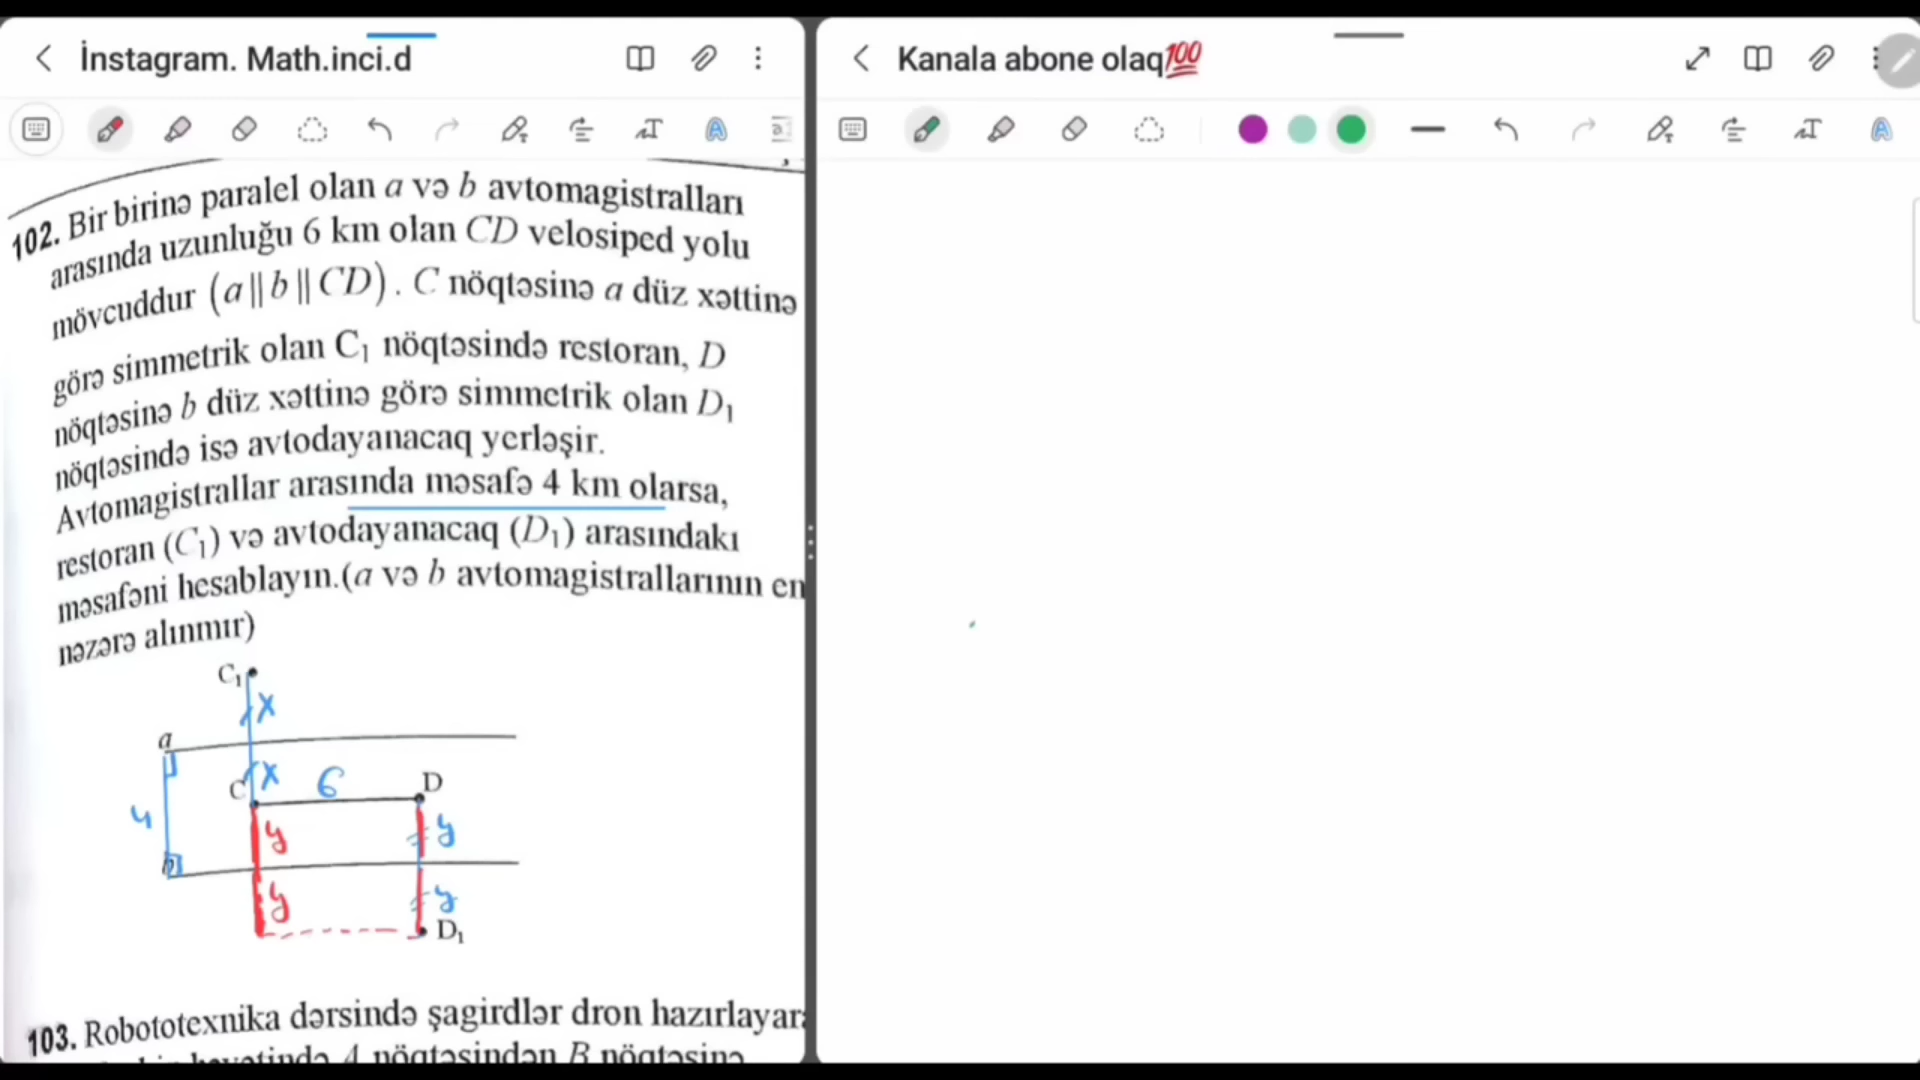 İnstagram. Math.inci.d
Kanala abone olaq💯
102. Bir birinə paralel olan a və b avtomagistralları
arasında uzunluğu 6 km olan CD velosiped yolu
mövcuddur (a||b||CD). C nöqtəsinə a düz xəttinə
görə simmetrik olan C₁ nöqtəsində restoran, D
nöqtəsinə b düz xəttinə görə simmetrik olan D₁
nöqtəsində isə avtodayanacaq yerləşir.
Avtomagistrallar arasında məsafə 4 km olarsa,
restoran (C₁) və avtodayanacaq (D₁) arasındakı
məsafəni hesablayın.(a və b avtomagistrallarının en
nəzərə alınmır)
C₁
x
a
C x 6 D
4
y y
b
y y
D₁
103. Robototexnika dərsində şagirdlər dron hazırlayar
A nöqtəsindən B nöqtəsinə